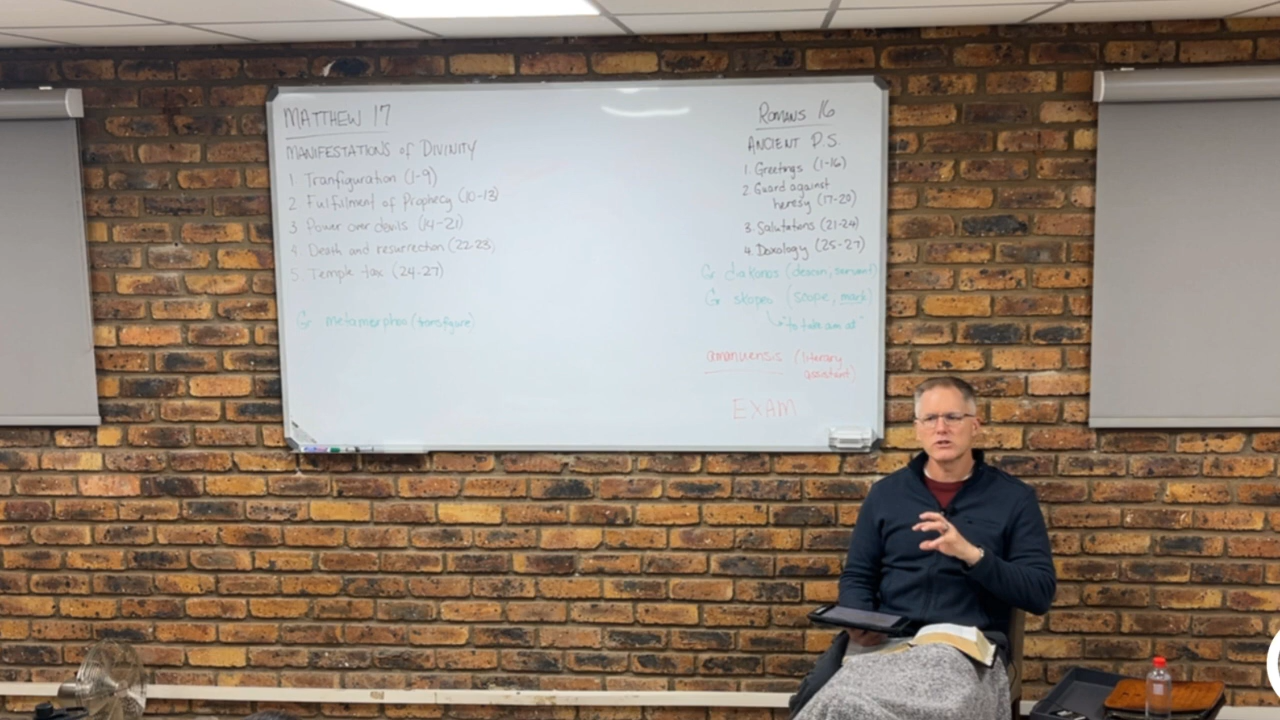 MATTHEW 17
MANIFESTATIONS of DIVINITY
1 Tranfiguration (1-9)
2 Fulfilment of Prophecy (10-13)
3 Power over devils (14-21)
4. Death and resurrection (22-23)
5 Temple tax (24-27)
Gr metamorphoo (transfigure)
Romans 16
ANCIENT P.S.
1. Greetings (1-16)
2 Guard against
heresy (17-20)
3. Salutations (21-24)
4. Doxology (25-27)
Gr diakonos (deacon, servant)
Gr skopeo (scope, mark)
"to take aim at"
amanuensis (literary
assistant)
EXAM